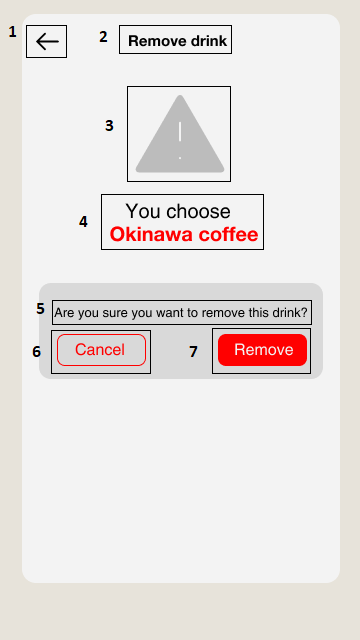 1
2 Remove drink
3
4 You choose
Okinawa coffee
5 Are you sure you want to remove this drink?
6 Cancel 7 Remove